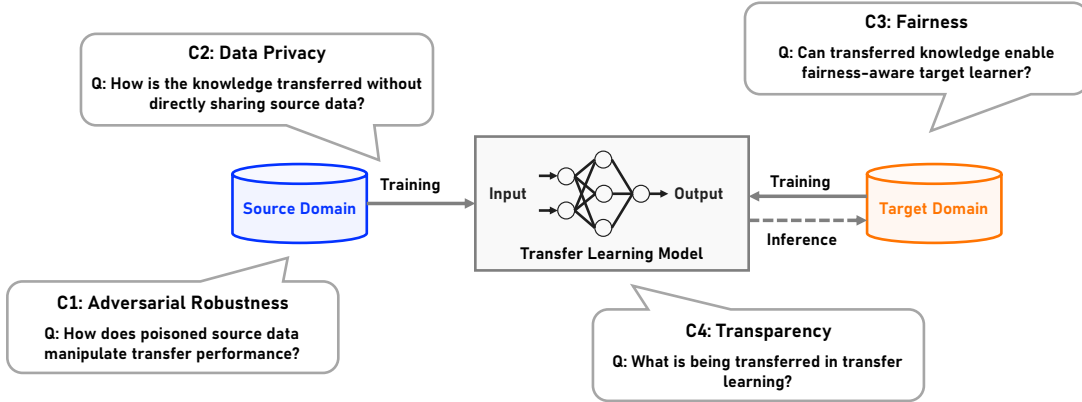 C2: Data Privacy
Q: How is the knowledge transferred without
directly sharing source data?
C3: Fairness
Q: Can transferred knowledge enable
fairness-aware target learner?
Source Domain
Training
Input
Output
Transfer Learning Model
Training
Inference
Target Domain
C1: Adversarial Robustness
Q: How does poisoned source data
manipulate transfer performance?
C4: Transparency
Q: What is being transferred in transfer
learning?